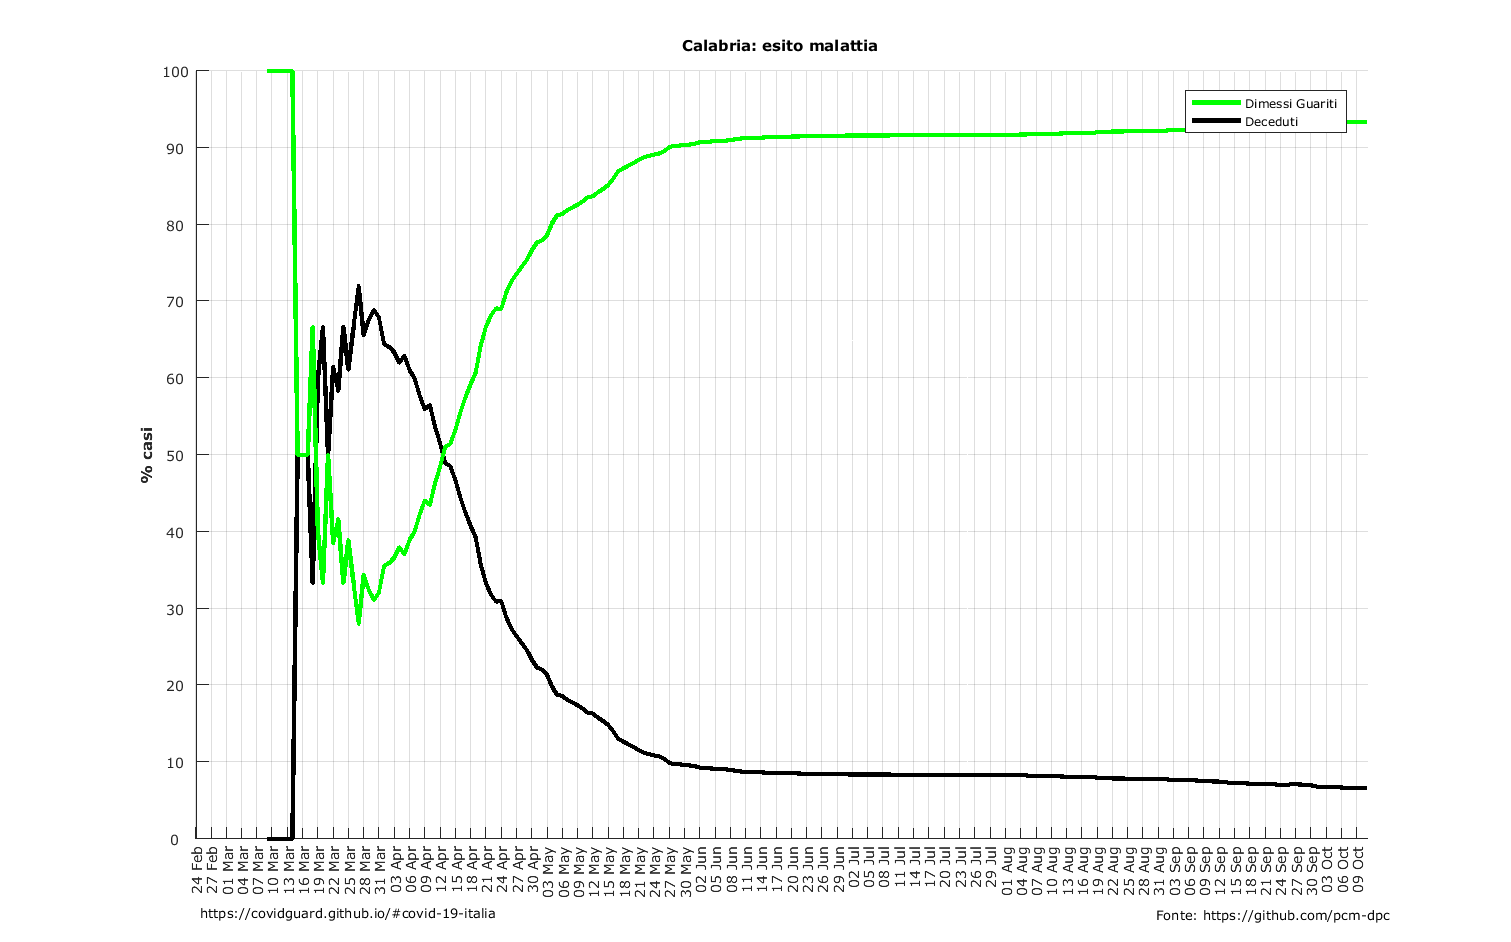 Calabria: esito malattia
Dimessi Guariti
Deceduti
% casi
100
90
80
70
60
50
40
30
20
10
0
24 Feb
27 Feb
01 Mar
04 Mar
07 Mar
10 Mar
13 Mar
16 Mar
19 Mar
22 Mar
25 Mar
28 Mar
31 Mar
03 Apr
06 Apr
09 Apr
12 Apr
15 Apr
18 Apr
21 Apr
24 Apr
27 Apr
30 Apr
03 May
06 May
09 May
12 May
15 May
18 May
21 May
24 May
27 May
30 May
02 Jun
05 Jun
08 Jun
11 Jun
14 Jun
17 Jun
20 Jun
23 Jun
26 Jun
29 Jun
02 Jul
05 Jul
08 Jul
11 Jul
14 Jul
17 Jul
20 Jul
23 Jul
26 Jul
29 Jul
01 Aug
04 Aug
07 Aug
10 Aug
13 Aug
16 Aug
19 Aug
22 Aug
25 Aug
28 Aug
31 Aug
03 Sep
06 Sep
09 Sep
12 Sep
15 Sep
18 Sep
21 Sep
24 Sep
27 Sep
30 Sep
03 Oct
06 Oct
09 Oct
https://covidguard.github.io/#covid-19-italia
Fonte: https://github.com/pcm-dpc